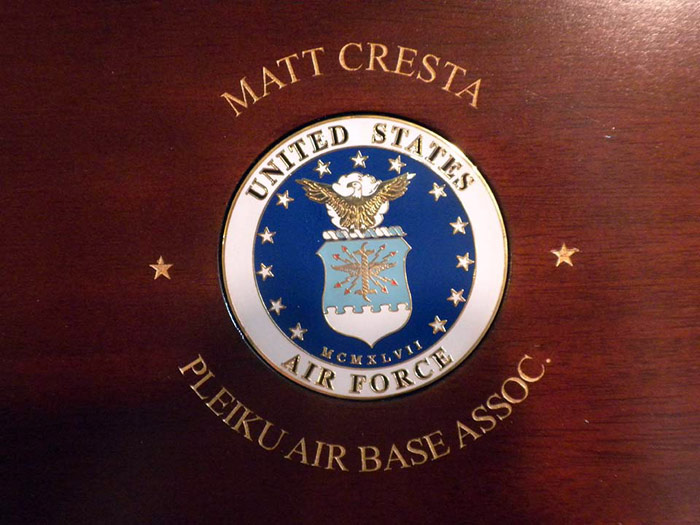 MATT CRESTA
UNITED STATES
MCMXLVII
AIR FORCE
PLEIKU AIR BASE ASSOC.